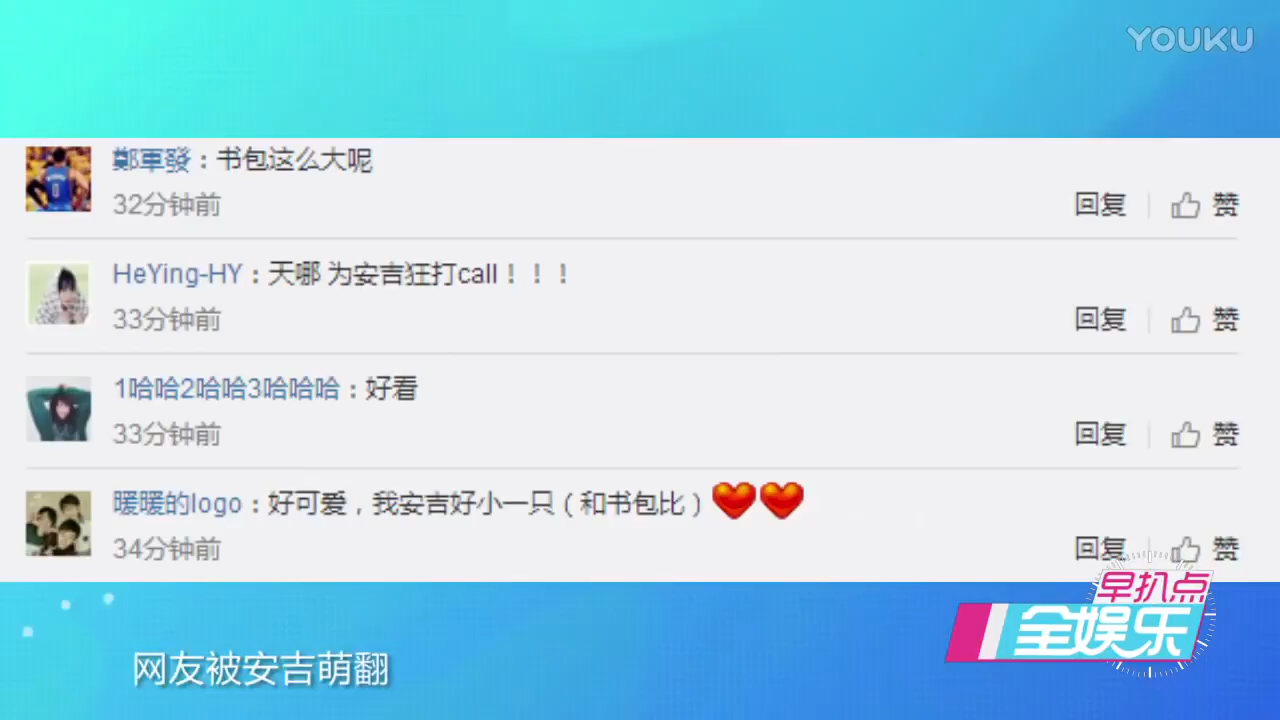 YOUKU
鄭軍發：书包这么大呢
32分钟前
回复 赞
HeYing-HY：天哪 为安吉狂打call！！！
33分钟前
回复 赞
1哈哈2哈哈3哈哈哈：好看
33分钟前
回复 赞
暖暖的logo：好可爱，我安吉好小一只（和书包比）
34分钟前
回复 赞
早扒点
全娱乐
网友被安吉萌翻